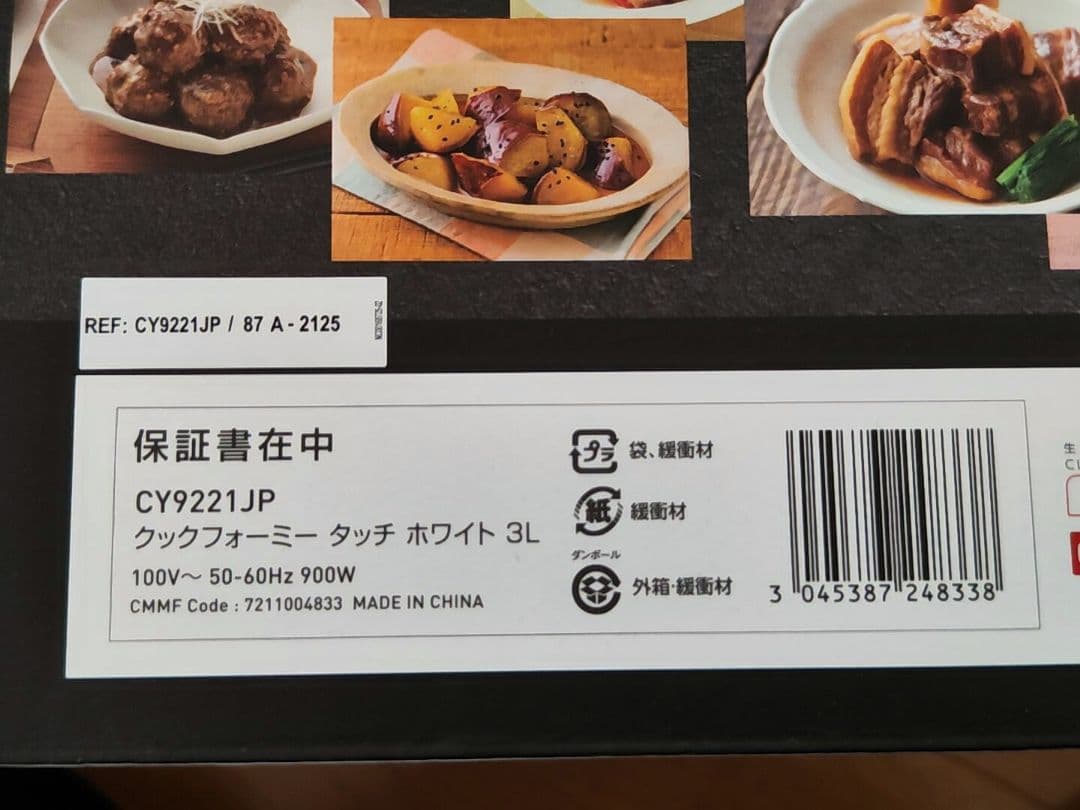 REF: CY9221JP / 87 A - 2125
保証書在中
CY9221JP
クックフォーミー タッチ ホワイト 3L
100V～ 50-60Hz 900W
CMMF Code : 7211004833 MADE IN CHINA
プラ 袋、緩衝材
紙 緩衝材
ダンボール
外箱・緩衝材
3 045387 248338
生